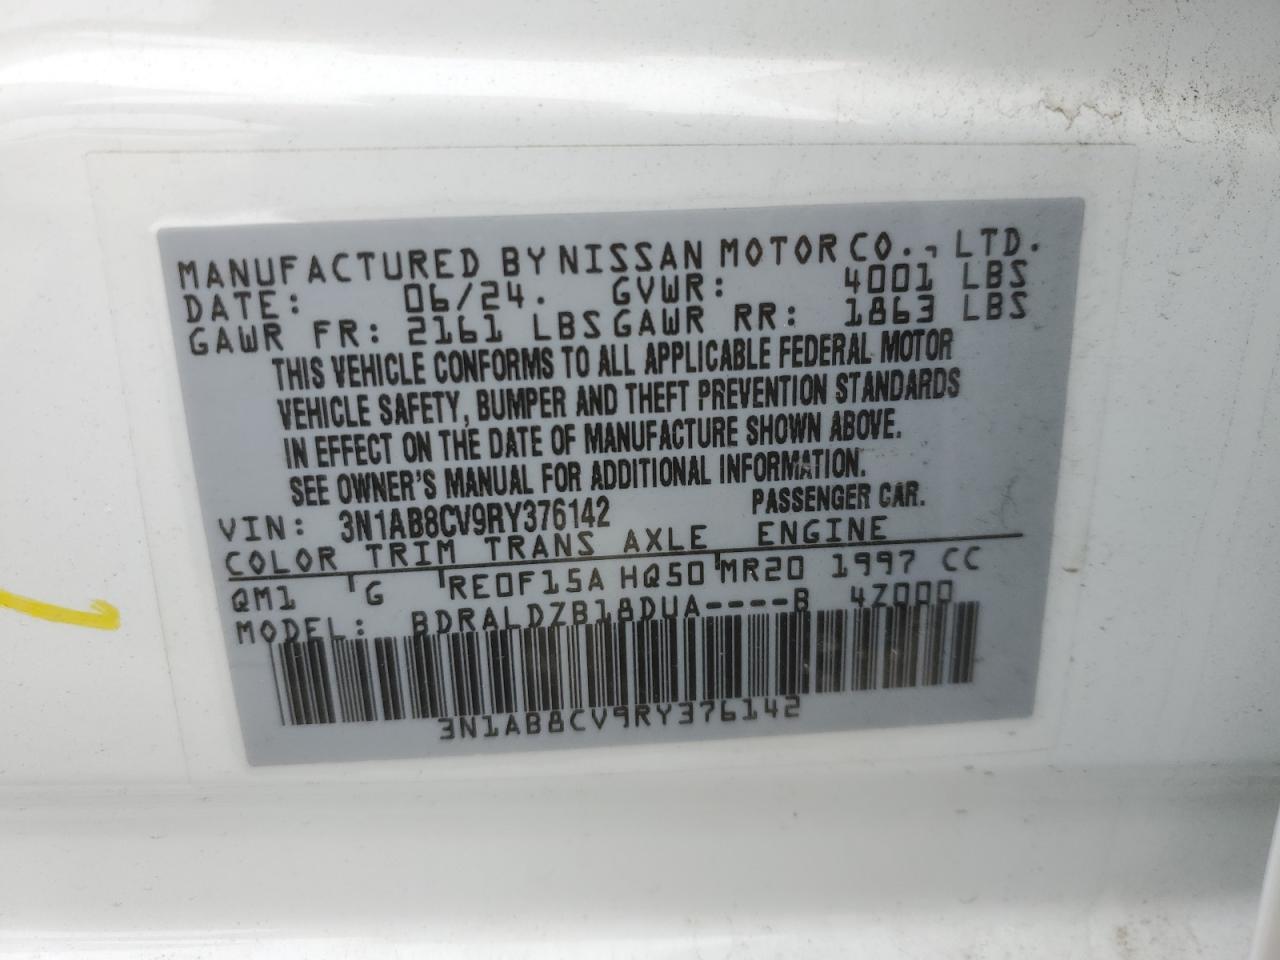 MANUFACTURED BY NISSAN MOTOR CO., LTD.
DATE: 06/24. GVWR: 4001 LBS
GAWR FR: 2161 LBS GAWR RR: 1863 LBS
THIS VEHICLE CONFORMS TO ALL APPLICABLE FEDERAL MOTOR
VEHICLE SAFETY, BUMPER AND THEFT PREVENTION STANDARDS
IN EFFECT ON THE DATE OF MANUFACTURE SHOWN ABOVE.
SEE OWNER'S MANUAL FOR ADDITIONAL INFORMATION.
VIN: 3N1AB8CV9RY376142 PASSENGER CAR.
COLOR TRIM TRANS AXLE ENGINE
QM1 G RE0F15A HQ50 MR20 1997 CC
MODEL: BDRALDZB18DUA----B 4Z000
3N1AB8CV9RY376142